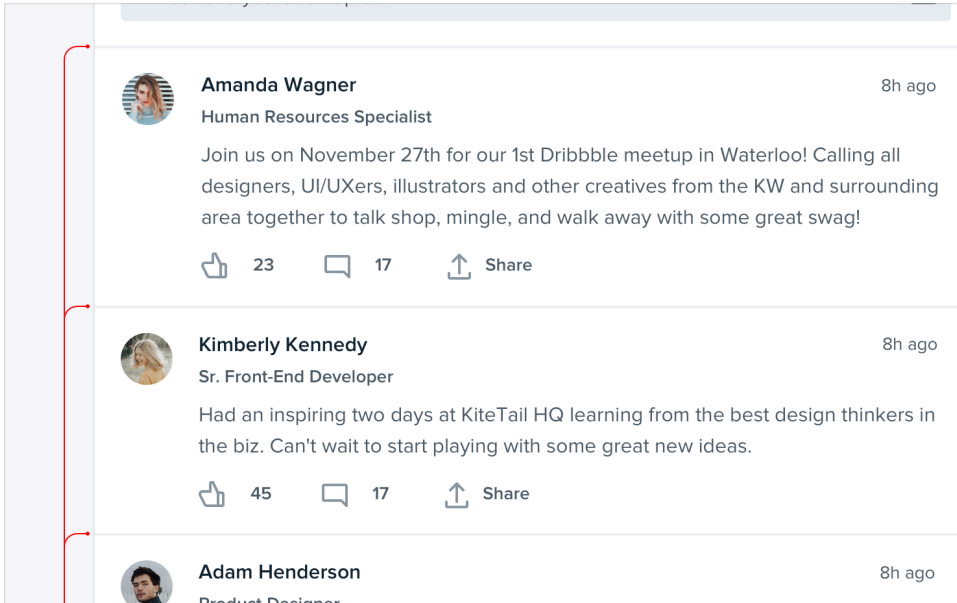 Amanda Wagner
8h ago
Human Resources Specialist
Join us on November 27th for our 1st Dribbble meetup in Waterloo! Calling all
designers, UI/UXers, illustrators and other creatives from the KW and surrounding
area together to talk shop, mingle, and walk away with some great swag!
23 17 Share
Kimberly Kennedy
8h ago
Sr. Front-End Developer
Had an inspiring two days at KiteTail HQ learning from the best design thinkers in
the biz. Can't wait to start playing with some great new ideas.
45 17 Share
Adam Henderson
8h ago
Product Designer